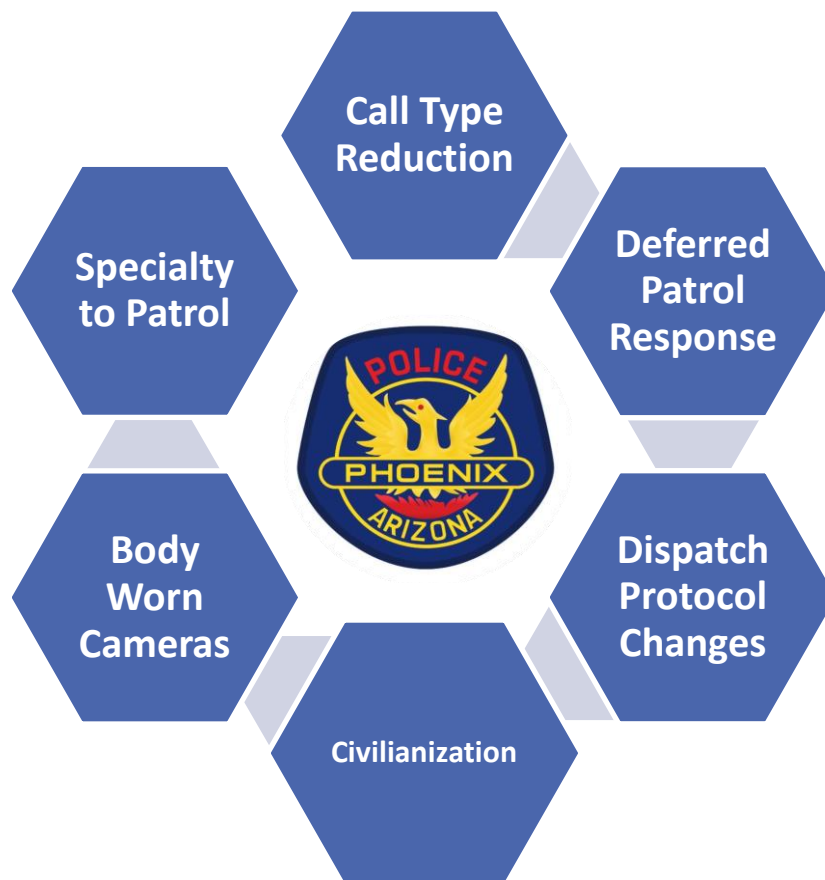 Call Type
Reduction
Deferred
Patrol
Response
Dispatch
Protocol
Changes
Civilianization
Body
Worn
Cameras
Specialty
to Patrol
POLICE
PHOENIX
ARIZONA